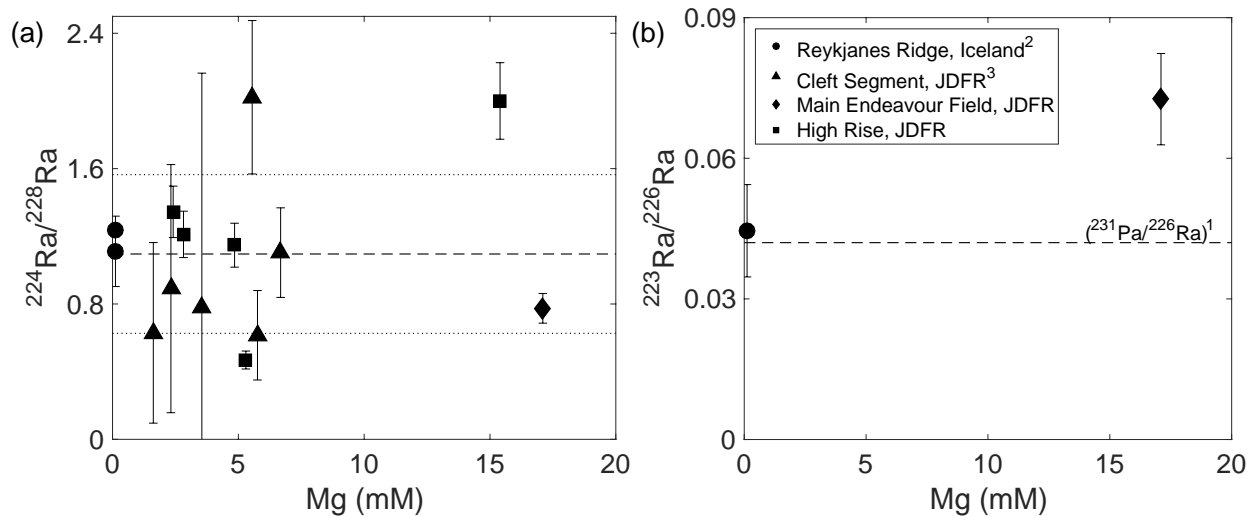 (a)
2.4
1.6
0.8
0
²²⁴Ra/²²⁸Ra
0 5 10 15 20
Mg (mM)
(b)
0.09
0.06
0.03
0
²²³Ra/²²⁶Ra
Reykjanes Ridge, Iceland²
Cleft Segment, JDFR³
Main Endeavour Field, JDFR
High Rise, JDFR
(²³¹Pa/²²⁶Ra)¹
0 5 10 15 20
Mg (mM)